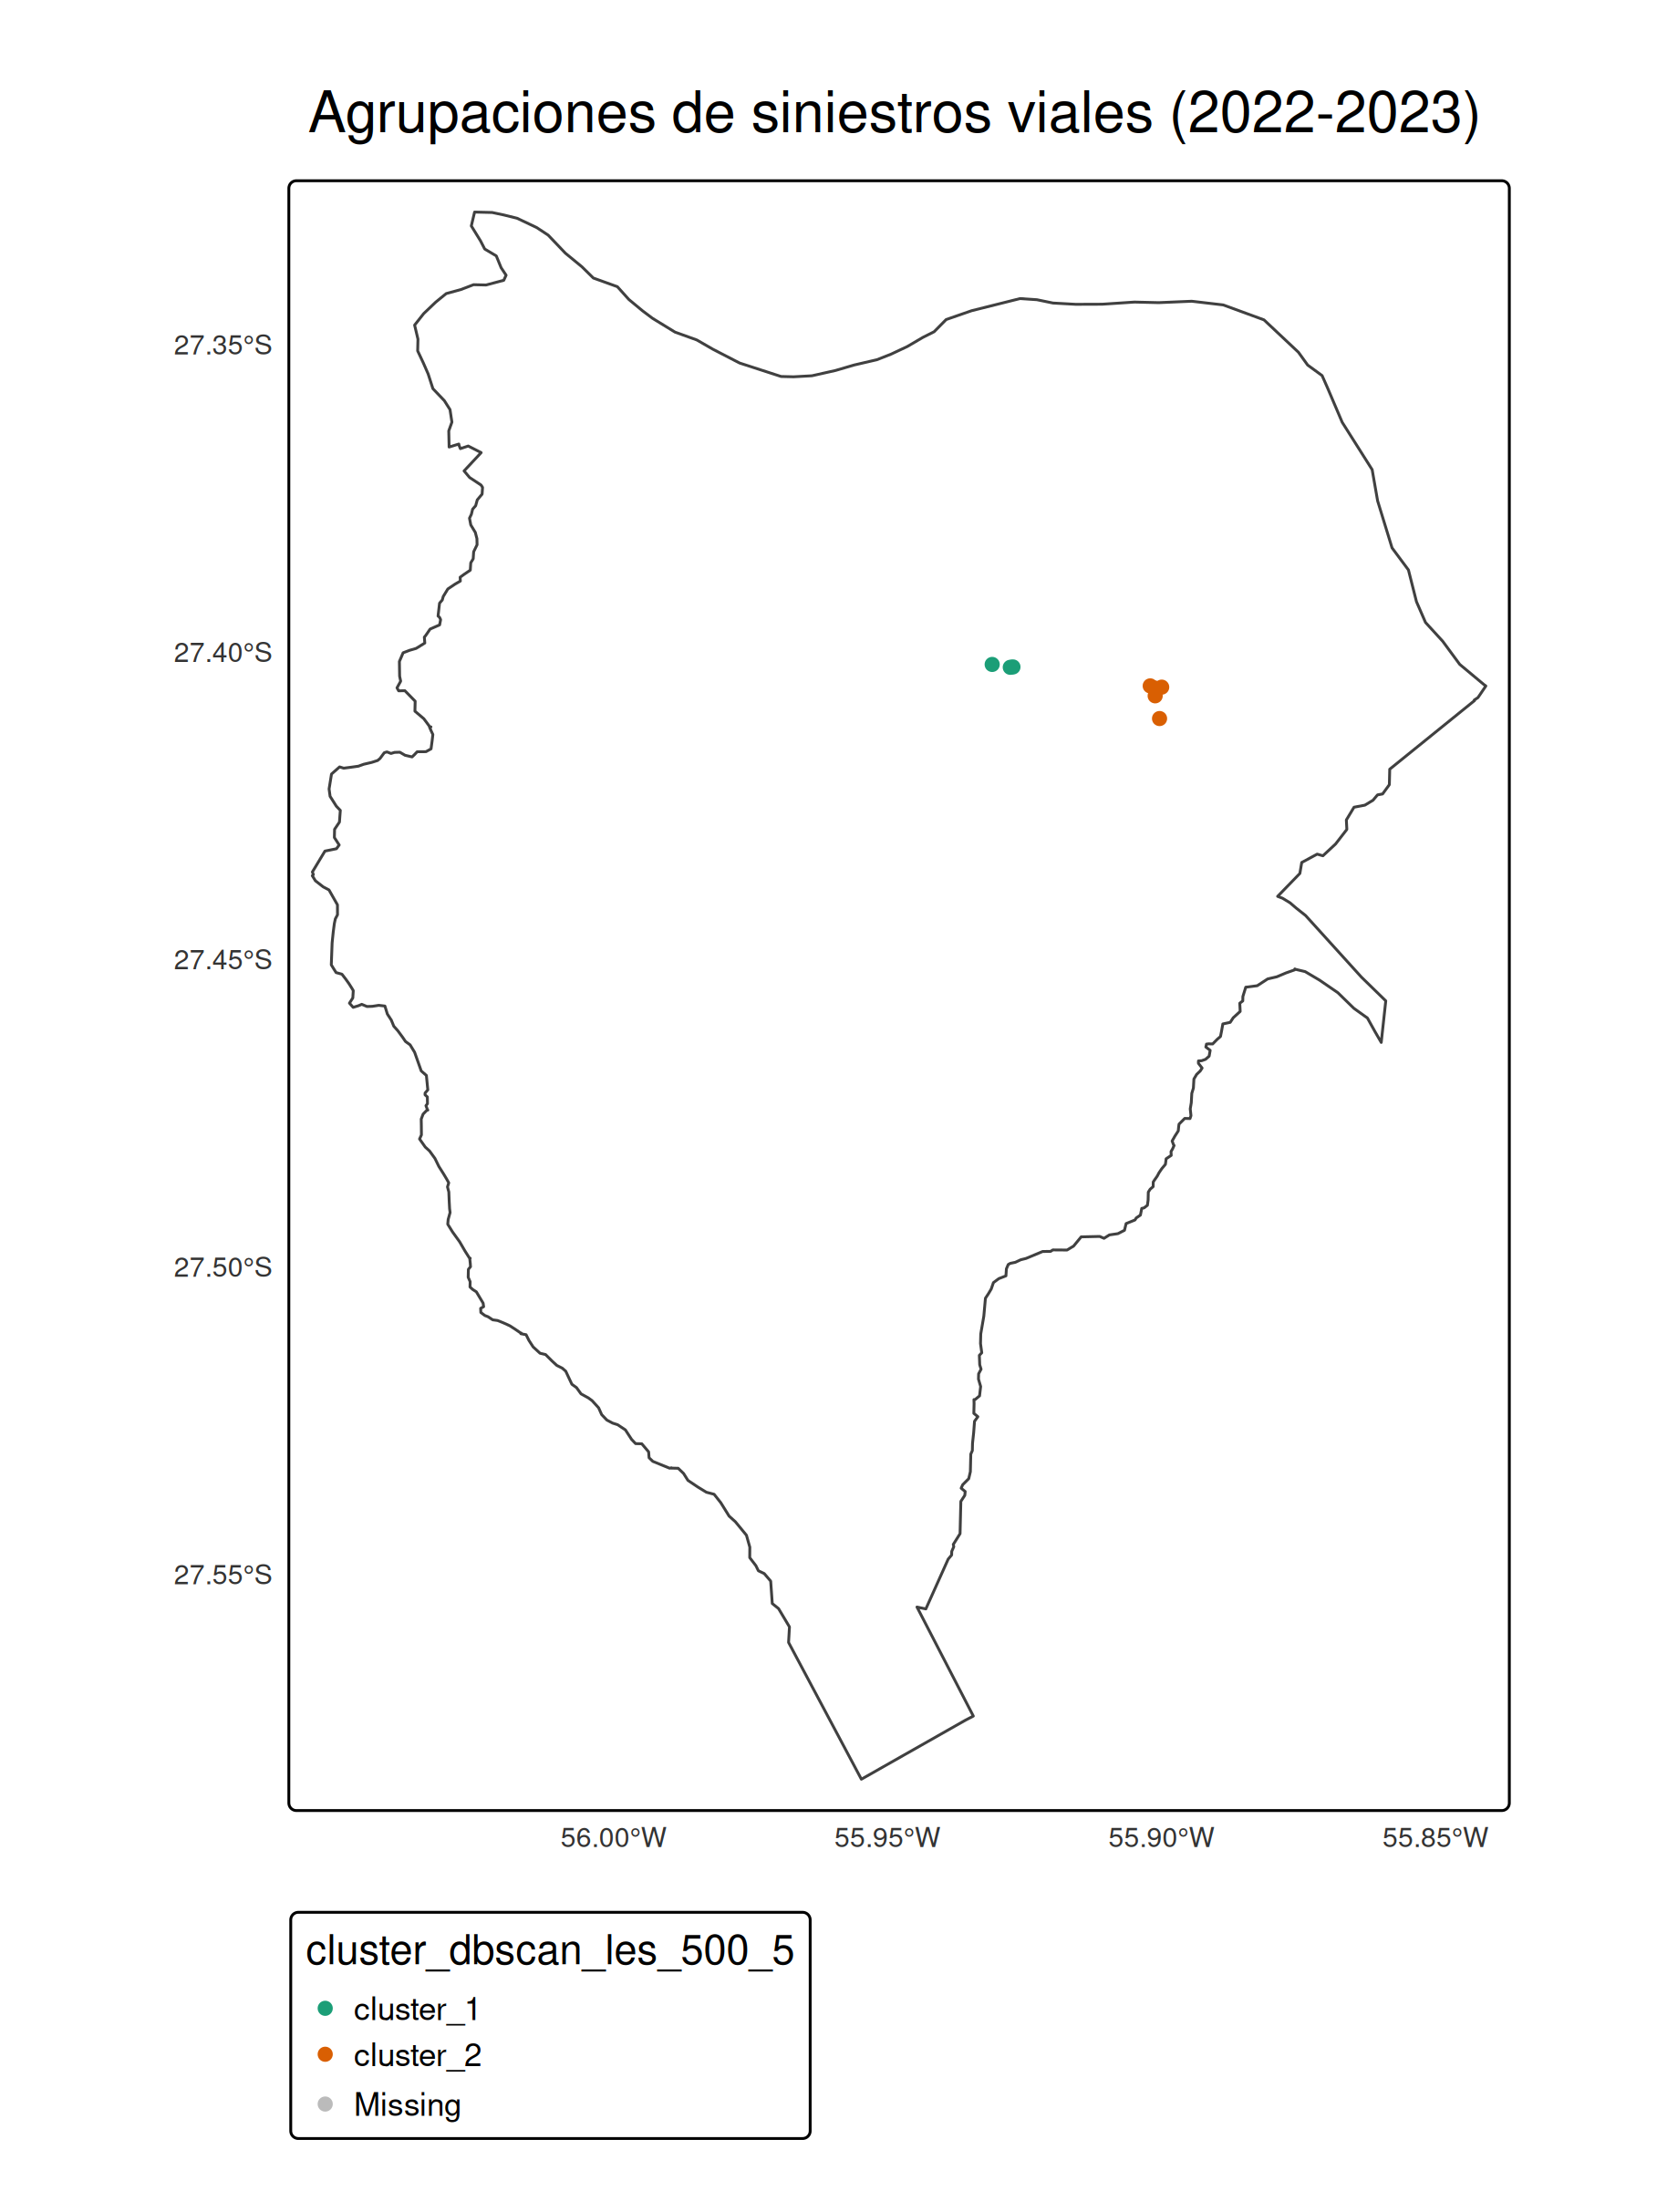 Agrupaciones de siniestros viales (2022-2023)
27.35°S
27.40°S
27.45°S
27.50°S
27.55°S
56.00°W 55.95°W 55.90°W 55.85°W
cluster_dbscan_les_500_5
cluster_1
cluster_2
Missing